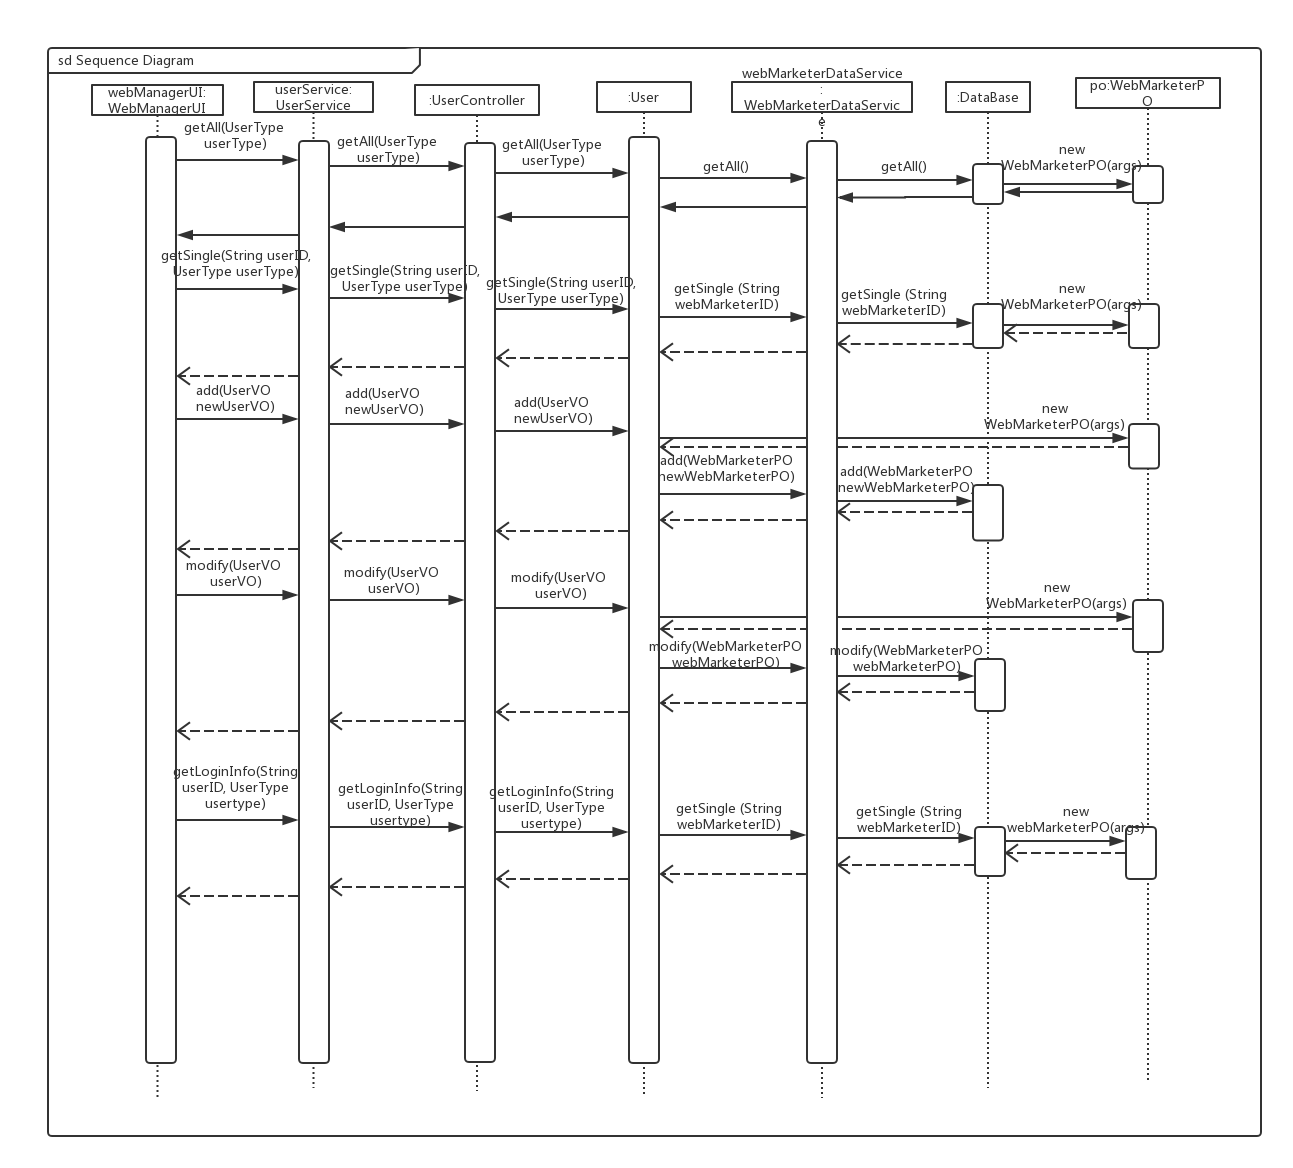 sd Sequence Diagram
webManagerUI:
WebManagerUI
userService:
UserService
:UserController
:User
webMarketerDataService
:
WebMarketerDataServic
e
:DataBase
po:WebMarketerP
O
getAll(UserType
userType)
getAll(UserType
userType)
getAll(UserType
userType)
getAll()
getAll()
new
WebMarketerPO(args)
getSingle(String userID,
UserType userType)
getSingle(String userID,
UserType userType)
getSingle(String userID,
UserType userType)
getSingle (String
webMarketerID)
getSingle (String
webMarketerID)
new
WebMarketerPO(args)
add(UserVO
newUserVO)
add(UserVO
newUserVO)
add(UserVO
newUserVO)
new
WebMarketerPO(args)
add(WebMarketerPO
newWebMarketerPO)
add(WebMarketerPO
newWebMarketerPO)
modify(UserVO
userVO)
modify(UserVO
userVO)
modify(UserVO
userVO)
new
WebMarketerPO(args)
modify(WebMarketerPO
webMarketerPO)
modify(WebMarketerPO
webMarketerPO)
getLoginInfo(String
userID, UserType
usertype)
getLoginInfo(String
userID, UserType
usertype)
getLoginInfo(String
userID, UserType
usertype)
getSingle (String
webMarketerID)
getSingle (String
webMarketerID)
new
webMarketerPO(args)